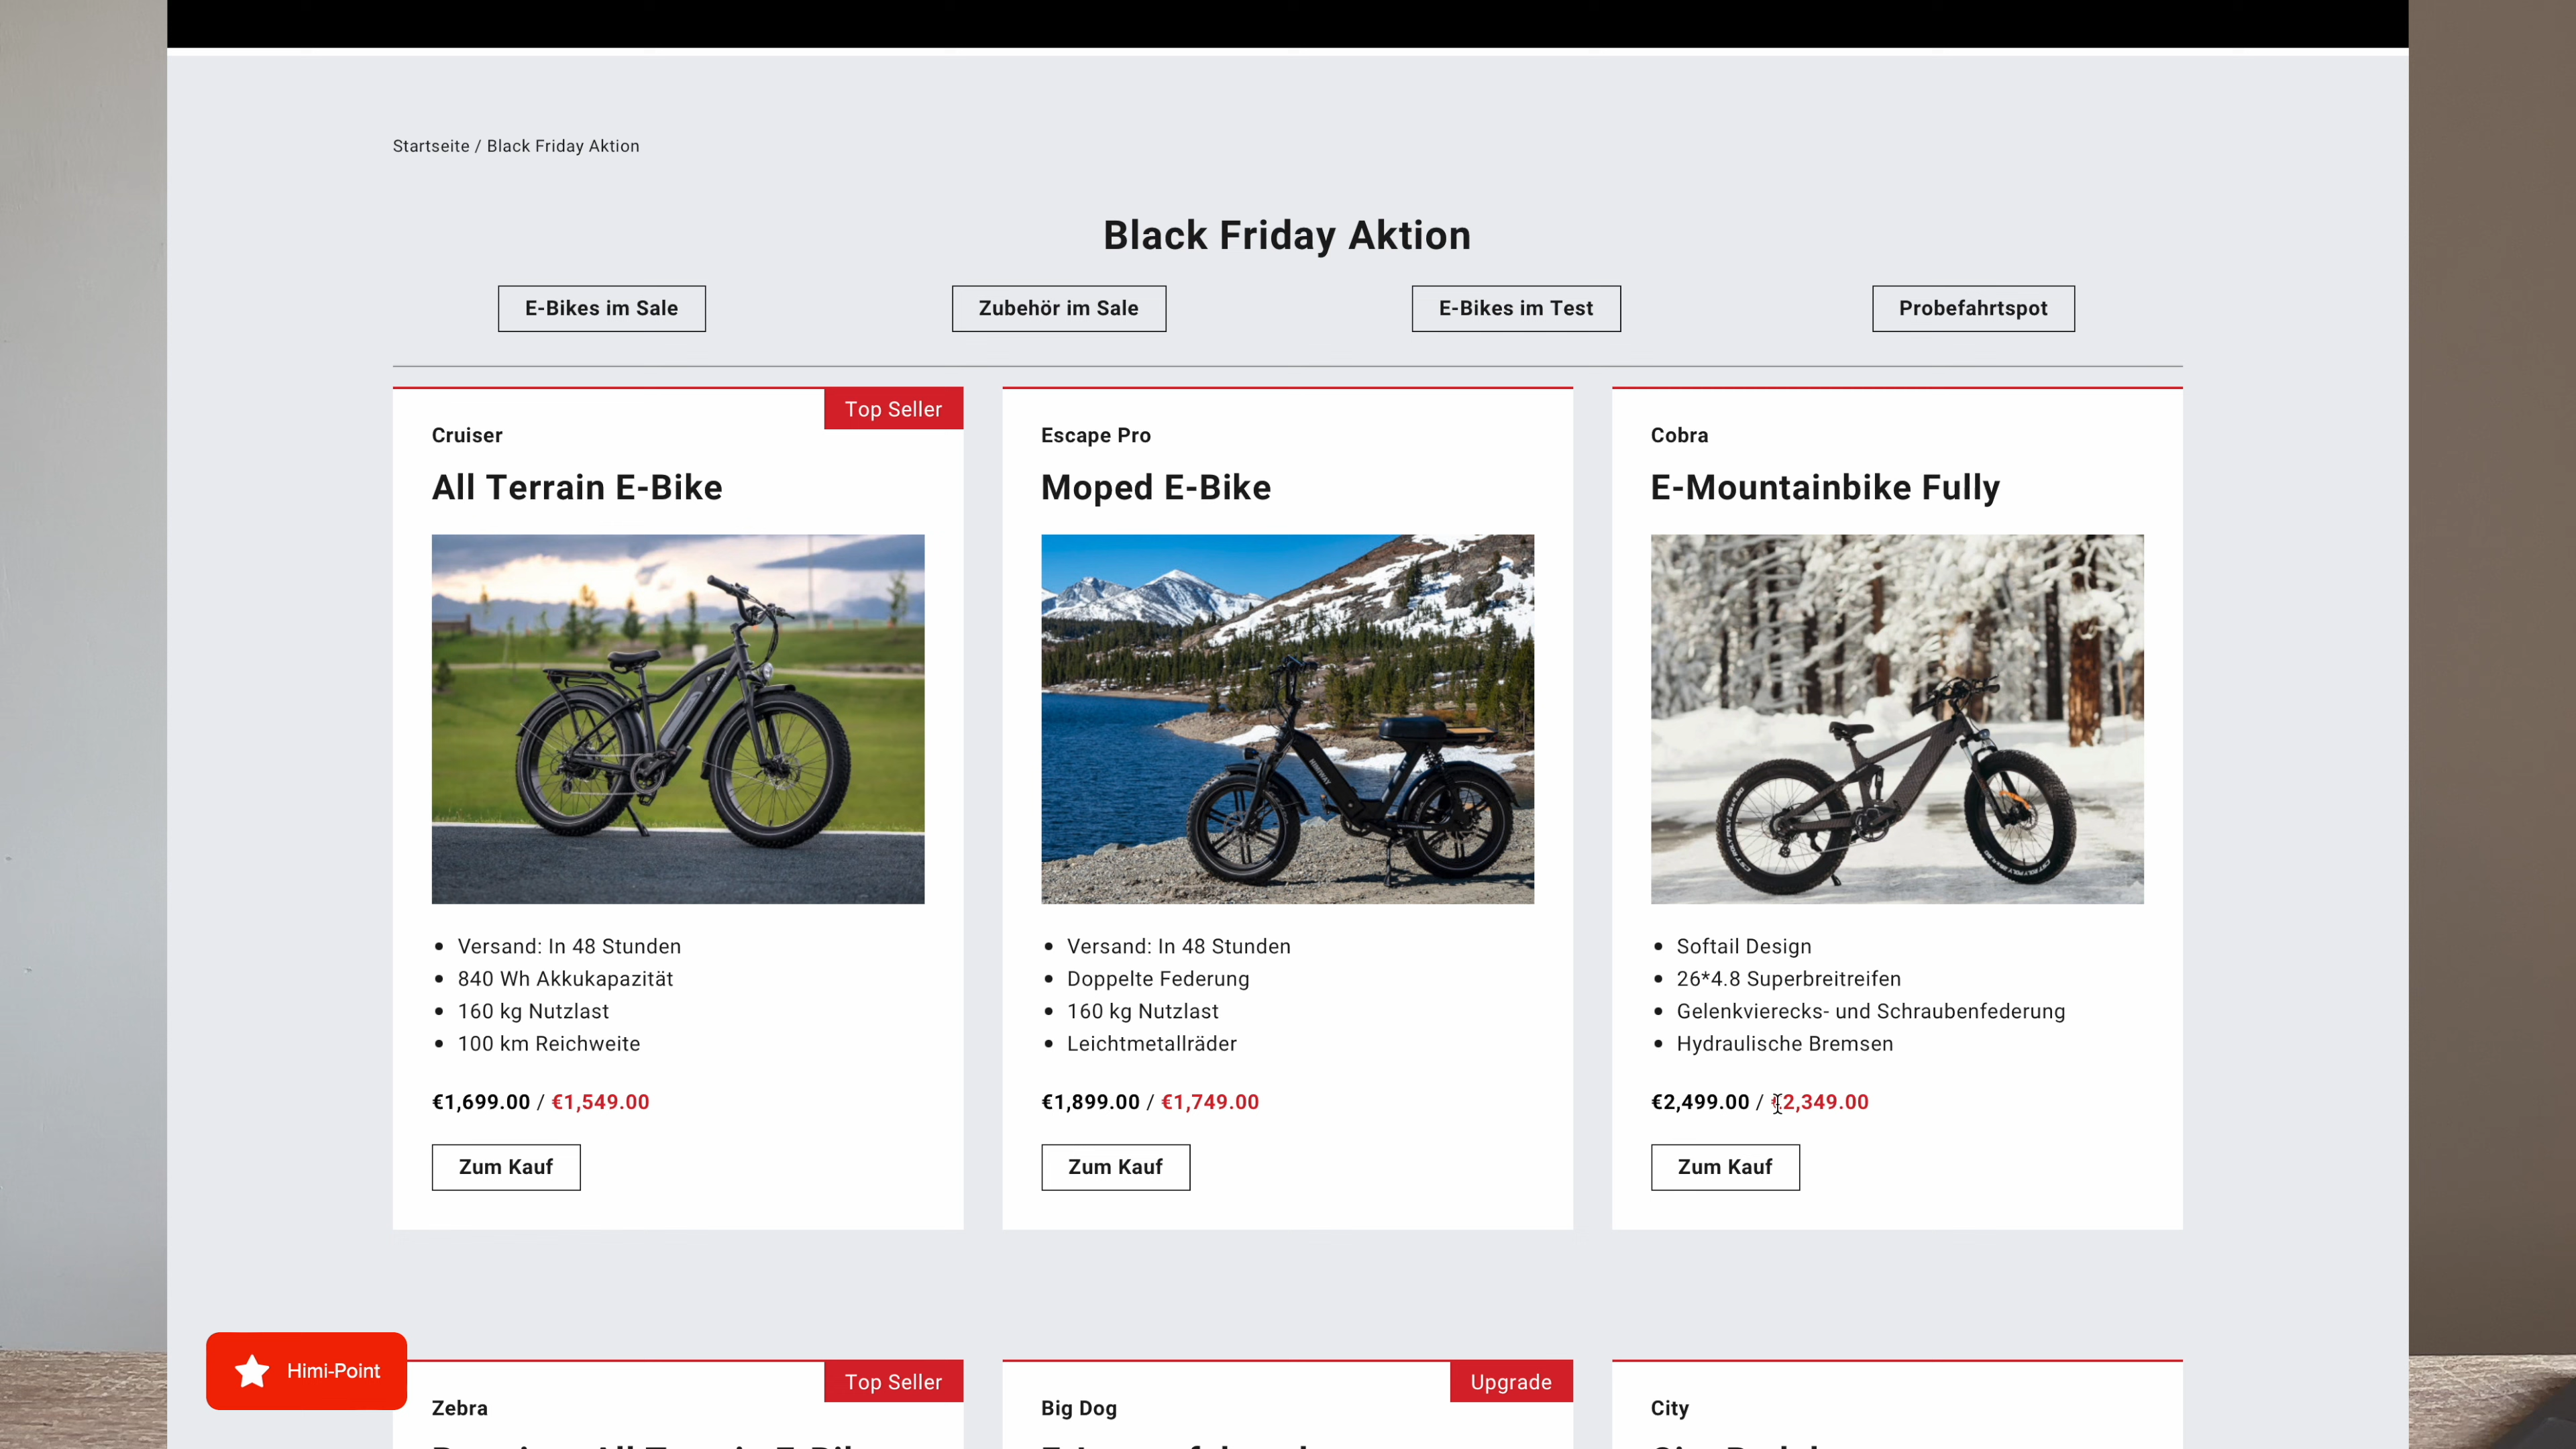 Startseite / Black Friday Aktion
Black Friday Aktion
E-Bikes im Sale
Zubehör im Sale
E-Bikes im Test
Probefahrtspot
Top Seller
Cruiser
All Terrain E-Bike
Versand: In 48 Stunden
840 Wh Akkukapazität
160 kg Nutzlast
100 km Reichweite
€1,699.00 / €1,549.00
Zum Kauf
Escape Pro
Moped E-Bike
HIMIWAY
Versand: In 48 Stunden
Doppelte Federung
160 kg Nutzlast
Leichtmetallräder
€1,899.00 / €1,749.00
Zum Kauf
Cobra
E-Mountainbike Fully
Softail Design
26*4.8 Superbreitreifen
Gelenkvierecks- und Schraubenfederung
Hydraulische Bremsen
€2,499.00 / €2,349.00
Zum Kauf
Himi-Point
Top Seller
Zebra
Upgrade
Big Dog
City